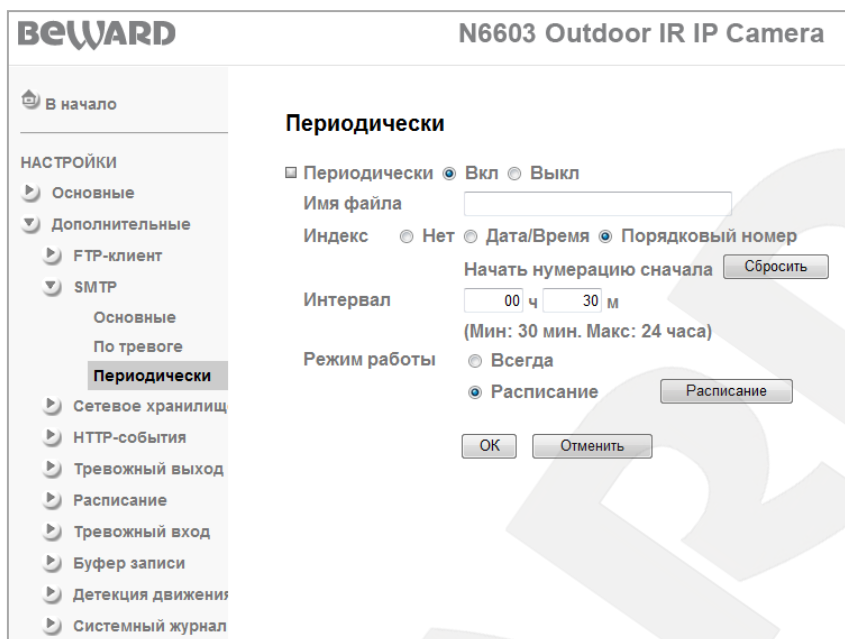 BEWARD
N6603 Outdoor IR IP Camera
В начало
НАСТРОЙКИ
Основные
Дополнительные
FTP-клиент
SMTP
Основные
По тревоге
Периодически
Сетевое хранилищ
HTTP-события
Тревожный выход
Расписание
Тревожный вход
Буфер записи
Детекция движения
Системный журнал
Периодически
Периодически Вкл Выкл
Имя файла
Индекс Нет Дата/Время Порядковый номер
Начать нумерацию сначала Сбросить
Интервал 00 ч 30 м
(Мин: 30 мин. Макс: 24 часа)
Режим работы Всегда
Расписание Расписание
OK Отменить